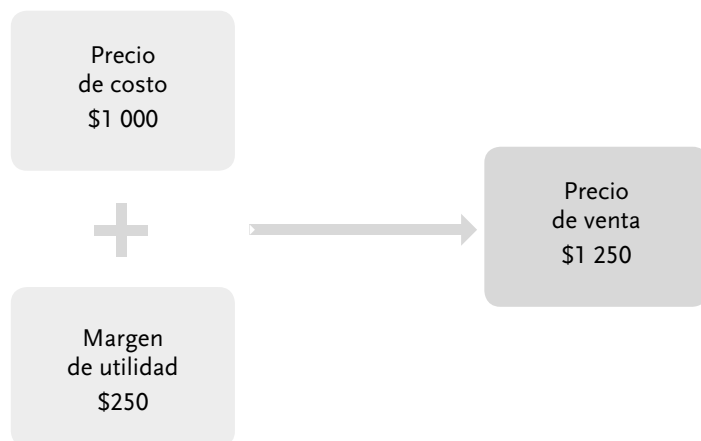 Precio
de costo
$1 000
Margen
de utilidad
$250
Precio
de venta
$1 250